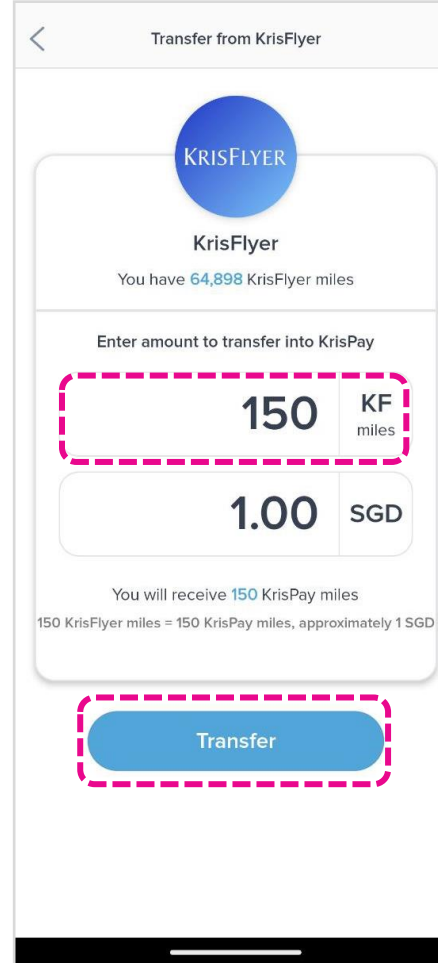 Transfer from KrisFlyer
KRISFLYER
KrisFlyer
You have 64,898 KrisFlyer miles
Enter amount to transfer into KrisPay
150 KF miles
1.00 SGD
You will receive 150 KrisPay miles
150 KrisFlyer miles = 150 KrisPay miles, approximately 1 SGD
Transfer